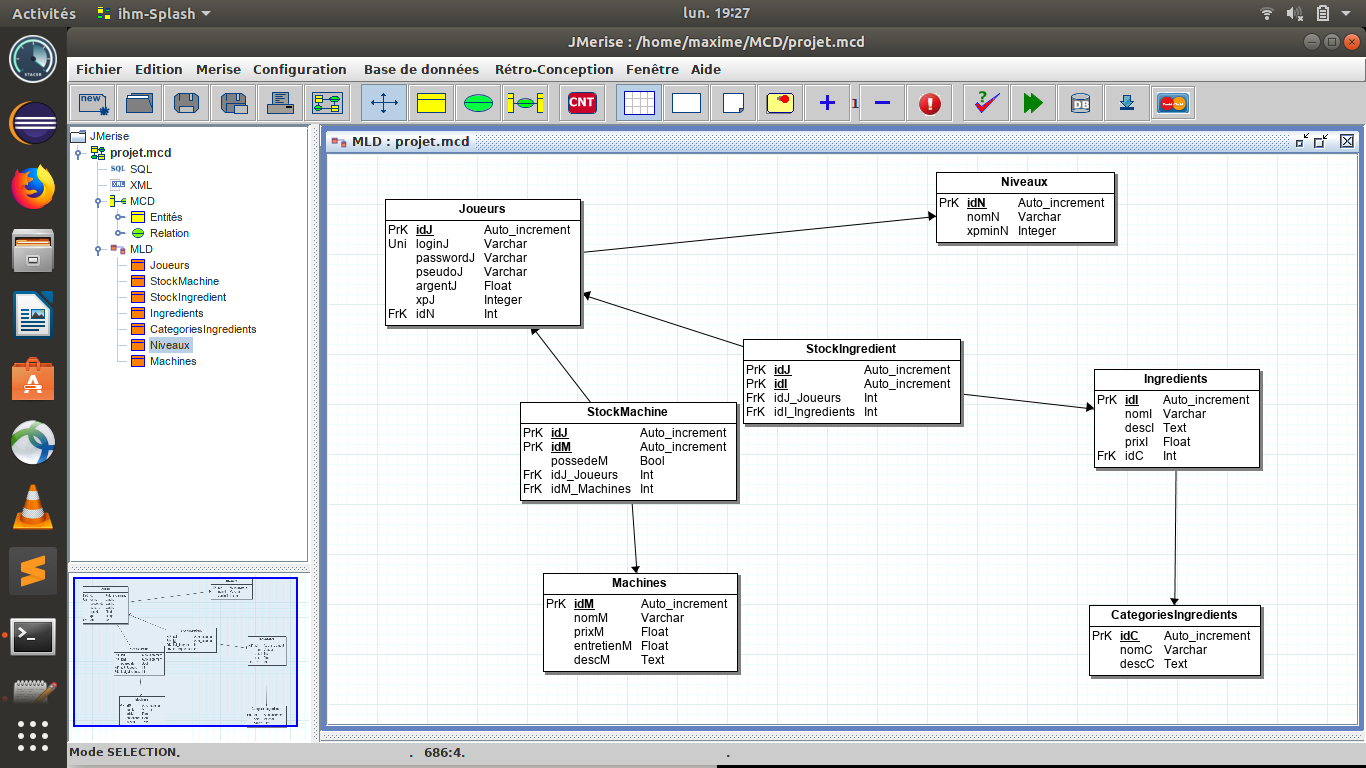 Activités ihm-Splash lun. 19:27
JMerise : /home/maxime/MCD/projet.mcd
Fichier Edition Merise Configuration Base de données Rétro-Conception Fenêtre Aide
new CNT 1 ? BD
STACER
JMerise
projet.mcd
SQL SQL
XML XML
MCD
Entités
Relation
MLD
Joueurs
StockMachine
StockIngredient
Ingredients
CategoriesIngredients
Niveaux
Machines
MLD : projet.mcd
Niveaux
PrK idN Auto_increment
nomN Varchar
xpminN Integer
Joueurs
PrK idJ Auto_increment
Uni loginJ Varchar
passwordJ Varchar
pseudoJ Varchar
argentJ Float
xpJ Integer
FrK idN Int
StockIngredient
PrK idJ Auto_increment
PrK idI Auto_increment
FrK idJ_Joueurs Int
FrK idI_Ingredients Int
Ingredients
PrK idI Auto_increment
nomI Varchar
descI Text
prixI Float
FrK idC Int
StockMachine
PrK idJ Auto_increment
PrK idM Auto_increment
possedeM Bool
FrK idJ_Joueurs Int
FrK idM_Machines Int
Machines
PrK idM Auto_increment
nomM Varchar
prixM Float
entretienM Float
descM Text
CategoriesIngredients
PrK idC Auto_increment
nomC Varchar
descC Text
Mode SELECTION. . 686:4. .